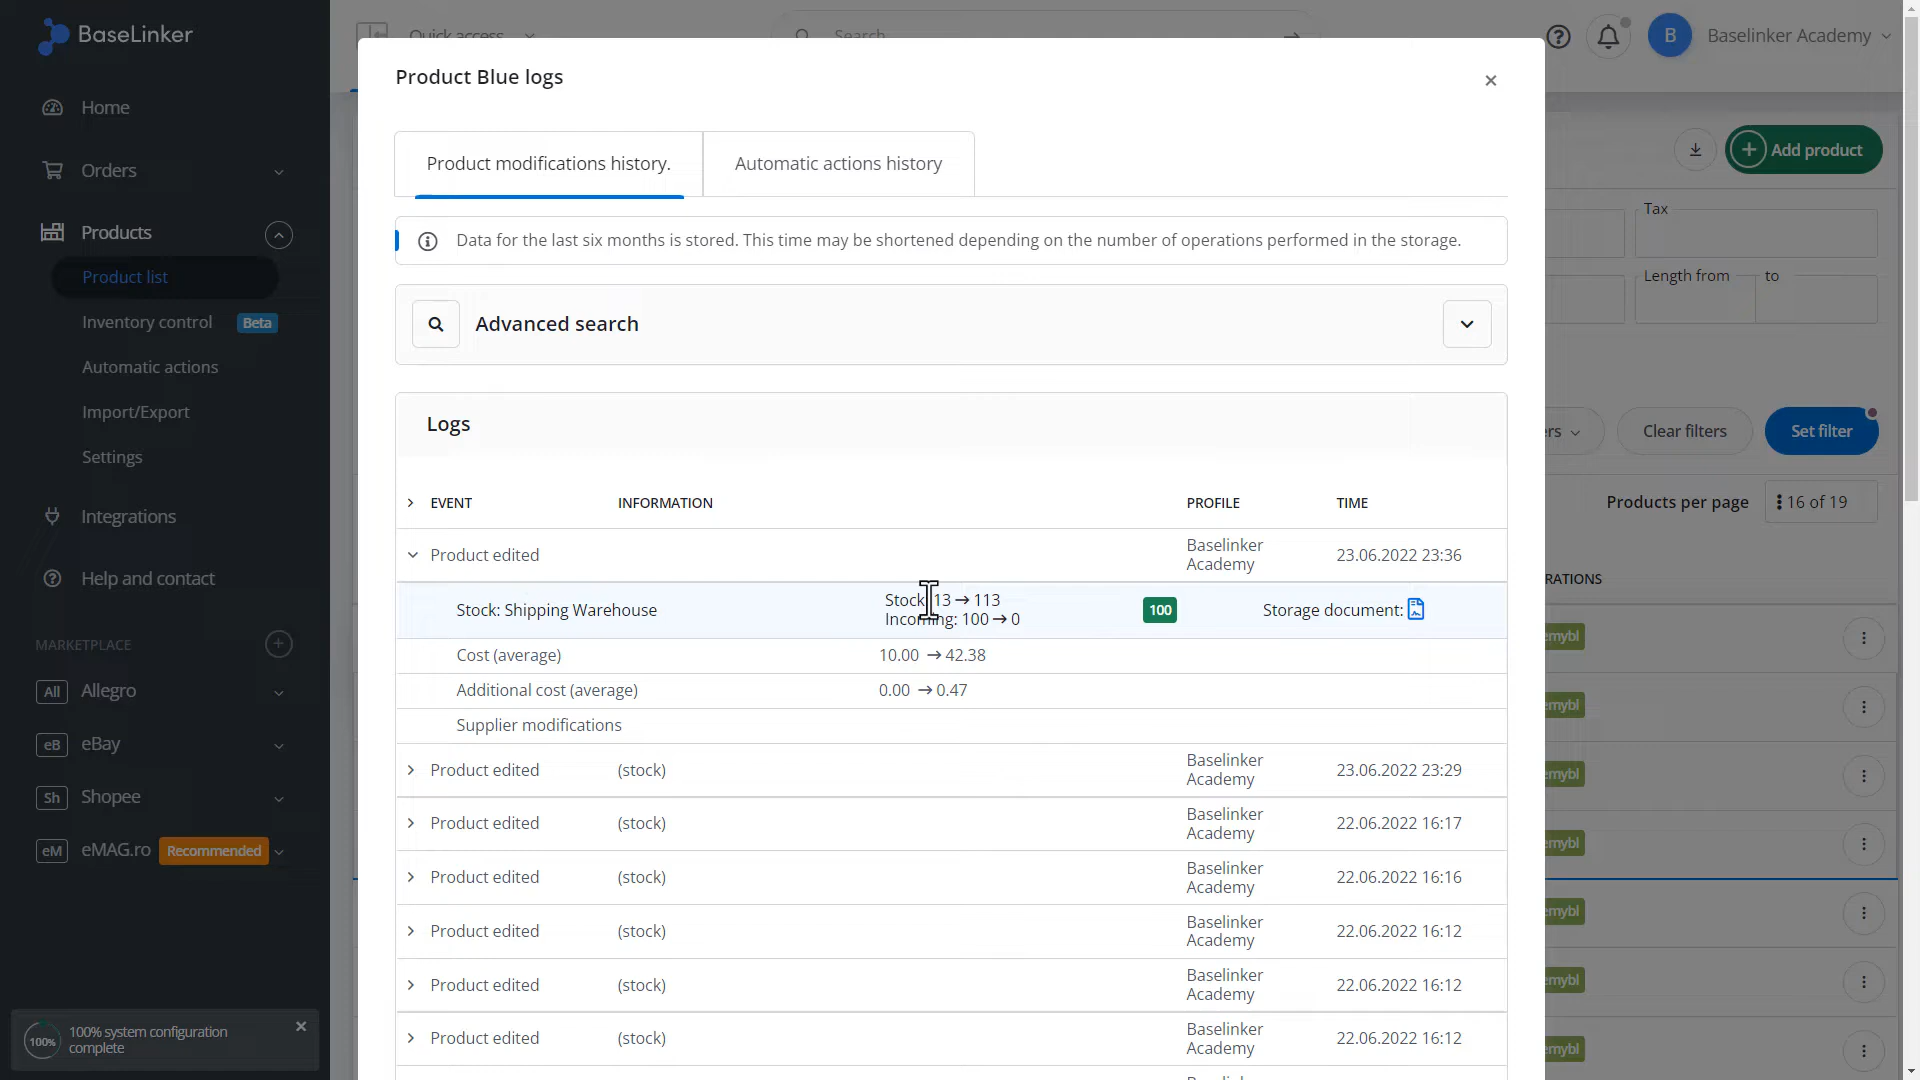 BaseLinker
Home
Orders
Products
Product list
Inventory control Beta
Automatic actions
Import/Export
Settings
Integrations
Help and contact
MARKETPLACE
All Allegro
eB eBay
Sh Shopee
eM eMAG.ro Recommended
100% 100% system configuration
complete
Quick access
Search
B Baselinker Academy
Add product
Tax
Length from to
Clear filters Set filter
Products per page 16 of 19
Product Blue logs
Product modifications history. Automatic actions history
Data for the last six months is stored. This time may be shortened depending on the number of operations performed in the storage.
Advanced search
Logs
EVENT INFORMATION PROFILE TIME
Product edited Baselinker Academy 23.06.2022 23:36
Stock: Shipping Warehouse Stock: 13 → 113
Incoming: 100 → 0 100 Storage document:
Cost (average) 10.00 → 42.38
Additional cost (average) 0.00 → 0.47
Supplier modifications
Product edited (stock) Baselinker Academy 23.06.2022 23:29
Product edited (stock) Baselinker Academy 22.06.2022 16:17
Product edited (stock) Baselinker Academy 22.06.2022 16:16
Product edited (stock) Baselinker Academy 22.06.2022 16:12
Product edited (stock) Baselinker Academy 22.06.2022 16:12
Product edited (stock) Baselinker Academy 22.06.2022 16:12